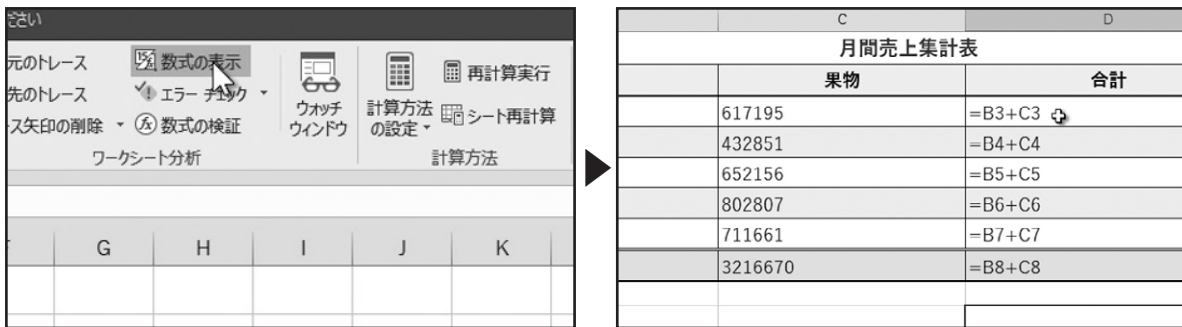 ださい
元のトレース
数式の表示
先のトレース
エラー チェック
ス矢印の削除
数式の検証
ワークシート分析
ウォッチ
ウィンドウ
計算方法
の設定
再計算実行
シート再計算
計算方法
G H I J K
C D
月間売上集計表
果物 合計
617195 =B3+C3
432851 =B4+C4
652156 =B5+C5
802807 =B6+C6
711661 =B7+C7
3216670 =B8+C8